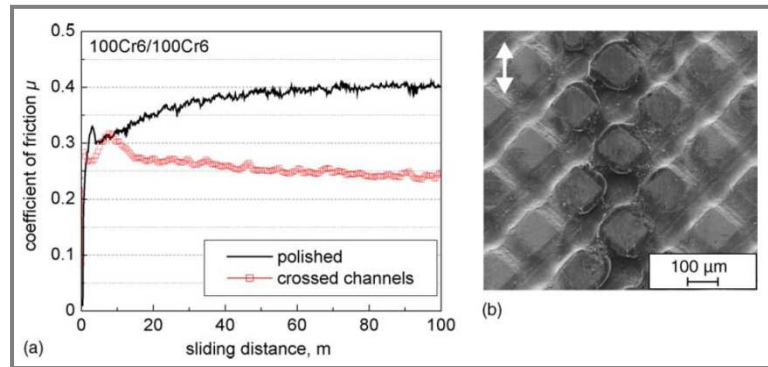 100Cr6/100Cr6
coefficient of friction μ
0.5
0.4
0.3
0.2
0.1
0
0
20
40
60
80
100
sliding distance, m
polished
crossed channels
(a)
100 μm
(b)